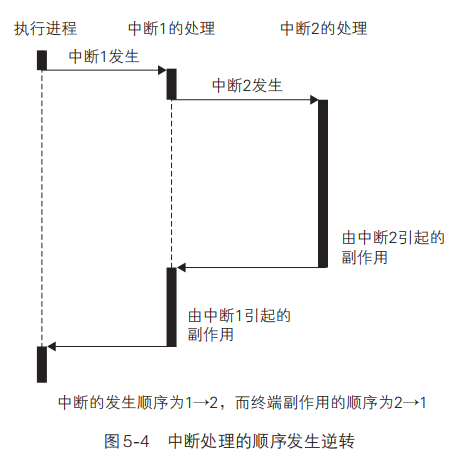 执行进程 中断1的处理 中断2的处理
中断1发生
中断2发生
由中断2引起的
副作用
由中断1引起的
副作用
中断的发生顺序为1→2，而终端副作用的顺序为2→1
图5-4 中断处理的顺序发生逆转